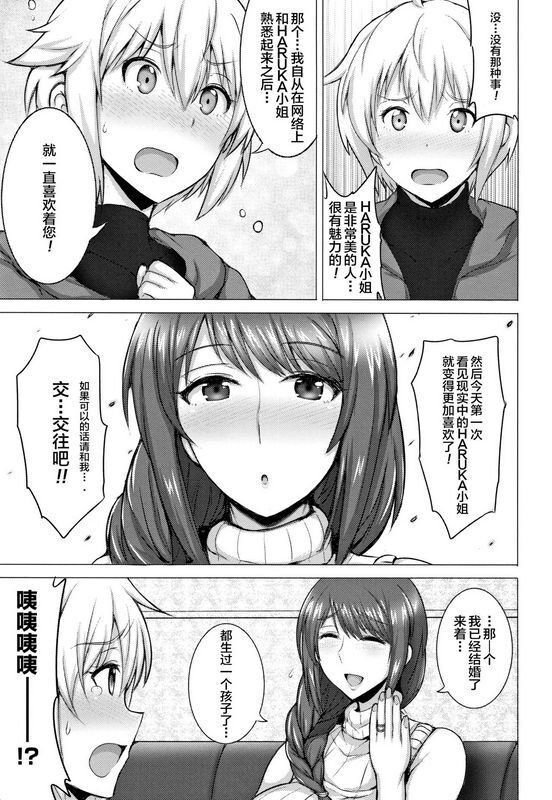 没…没有那种事！
HARUKA小姐
是非常美的人…
很有魅力的！
那个…我自从在网络上
和HARUKA小姐
熟悉起来之后…
就一直喜欢着您！
然后今天第一次
看见现实中的HARUKA小姐
就变得更加喜欢了！
如果可以的话请和我…
交…交往吧!!
…那—个
我已经结婚了
来着…
都生过一个孩子了…
咦咦咦咦——!?